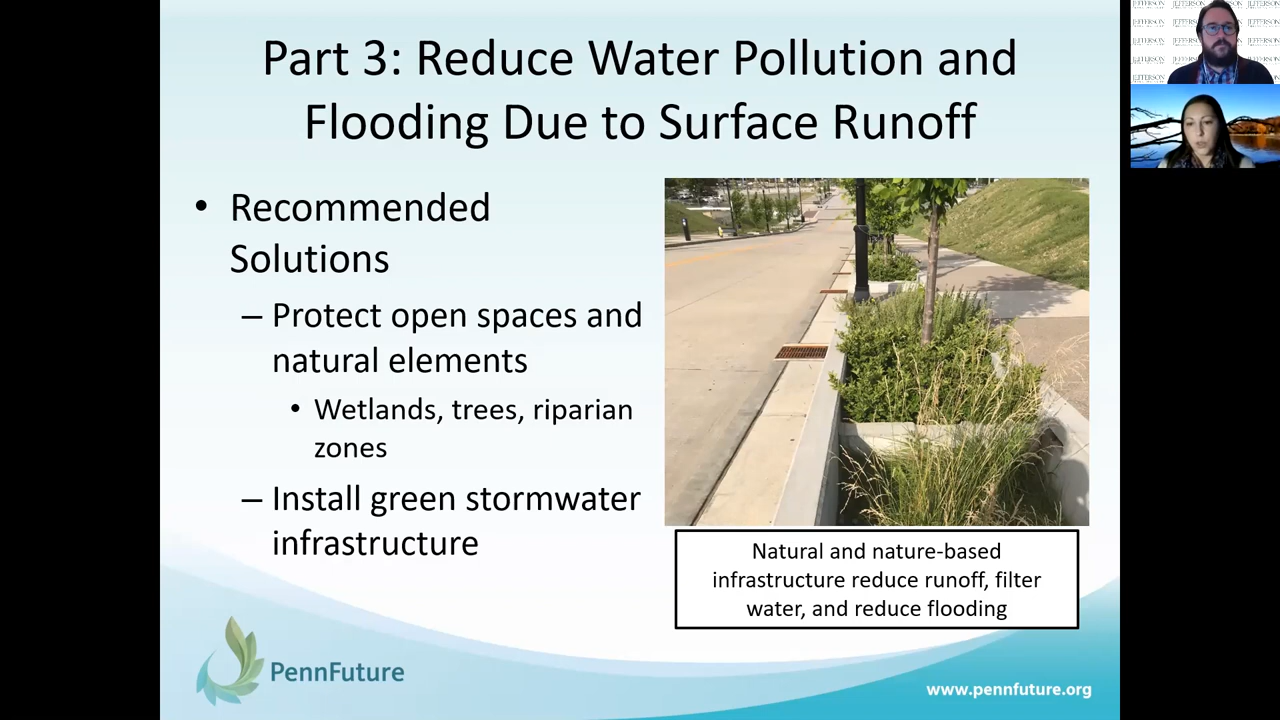 Part 3: Reduce Water Pollution and
Flooding Due to Surface Runoff
• Recommended
Solutions
– Protect open spaces and
natural elements
• Wetlands, trees, riparian
zones
– Install green stormwater
infrastructure
Natural and nature-based
infrastructure reduce runoff, filter
water, and reduce flooding
PennFuture
www.pennfuture.org